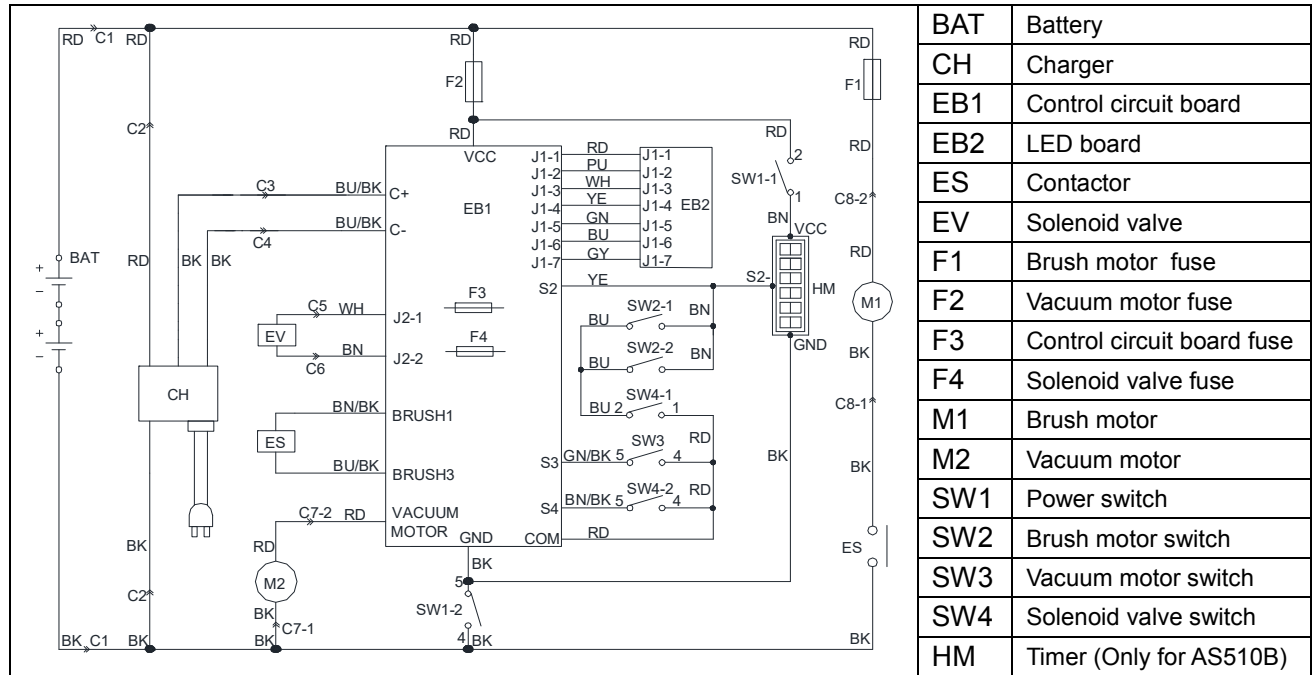 RD C1 RD RD RD
F2 F1
C2
RD RD RD
VCC
2
SW1-1
1
C8-2
BN VCC
J1-1 RD J1-1
J1-2 PU J1-2
J1-3 WH J1-3
J1-4 YE J1-4 EB2
J1-5 GN J1-5
J1-6 BU J1-6
J1-7 GY J1-7
C3 BU/BK C+
EB1
C4 BU/BK C-
+ BAT
-
+
-
RD BK BK
S2 YE S2- HM
RD
M1
F3
F4
C5 WH J2-1
EV
C6 BN J2-2
BU SW2-1 BN
BU SW2-2 BN
GND
BK
CH
BU 2 SW4-1 1
C8-1
BN/BK BRUSH1
ES
BU/BK BRUSH3
RD
S3 GN/BK 5 SW3 4
BK BK
S4 BN/BK 5 SW4-2 4 RD
C7-2 RD VACUUM
MOTOR
GND COM RD
BK RD
M2
BK
5
ES
C2
BK
C7-1
SW1-2
4
BK C1 BK BK BK BK
BAT Battery
CH Charger
EB1 Control circuit board
EB2 LED board
ES Contactor
EV Solenoid valve
F1 Brush motor fuse
F2 Vacuum motor fuse
F3 Control circuit board fuse
F4 Solenoid valve fuse
M1 Brush motor
M2 Vacuum motor
SW1 Power switch
SW2 Brush motor switch
SW3 Vacuum motor switch
SW4 Solenoid valve switch
HM Timer (Only for AS510B)